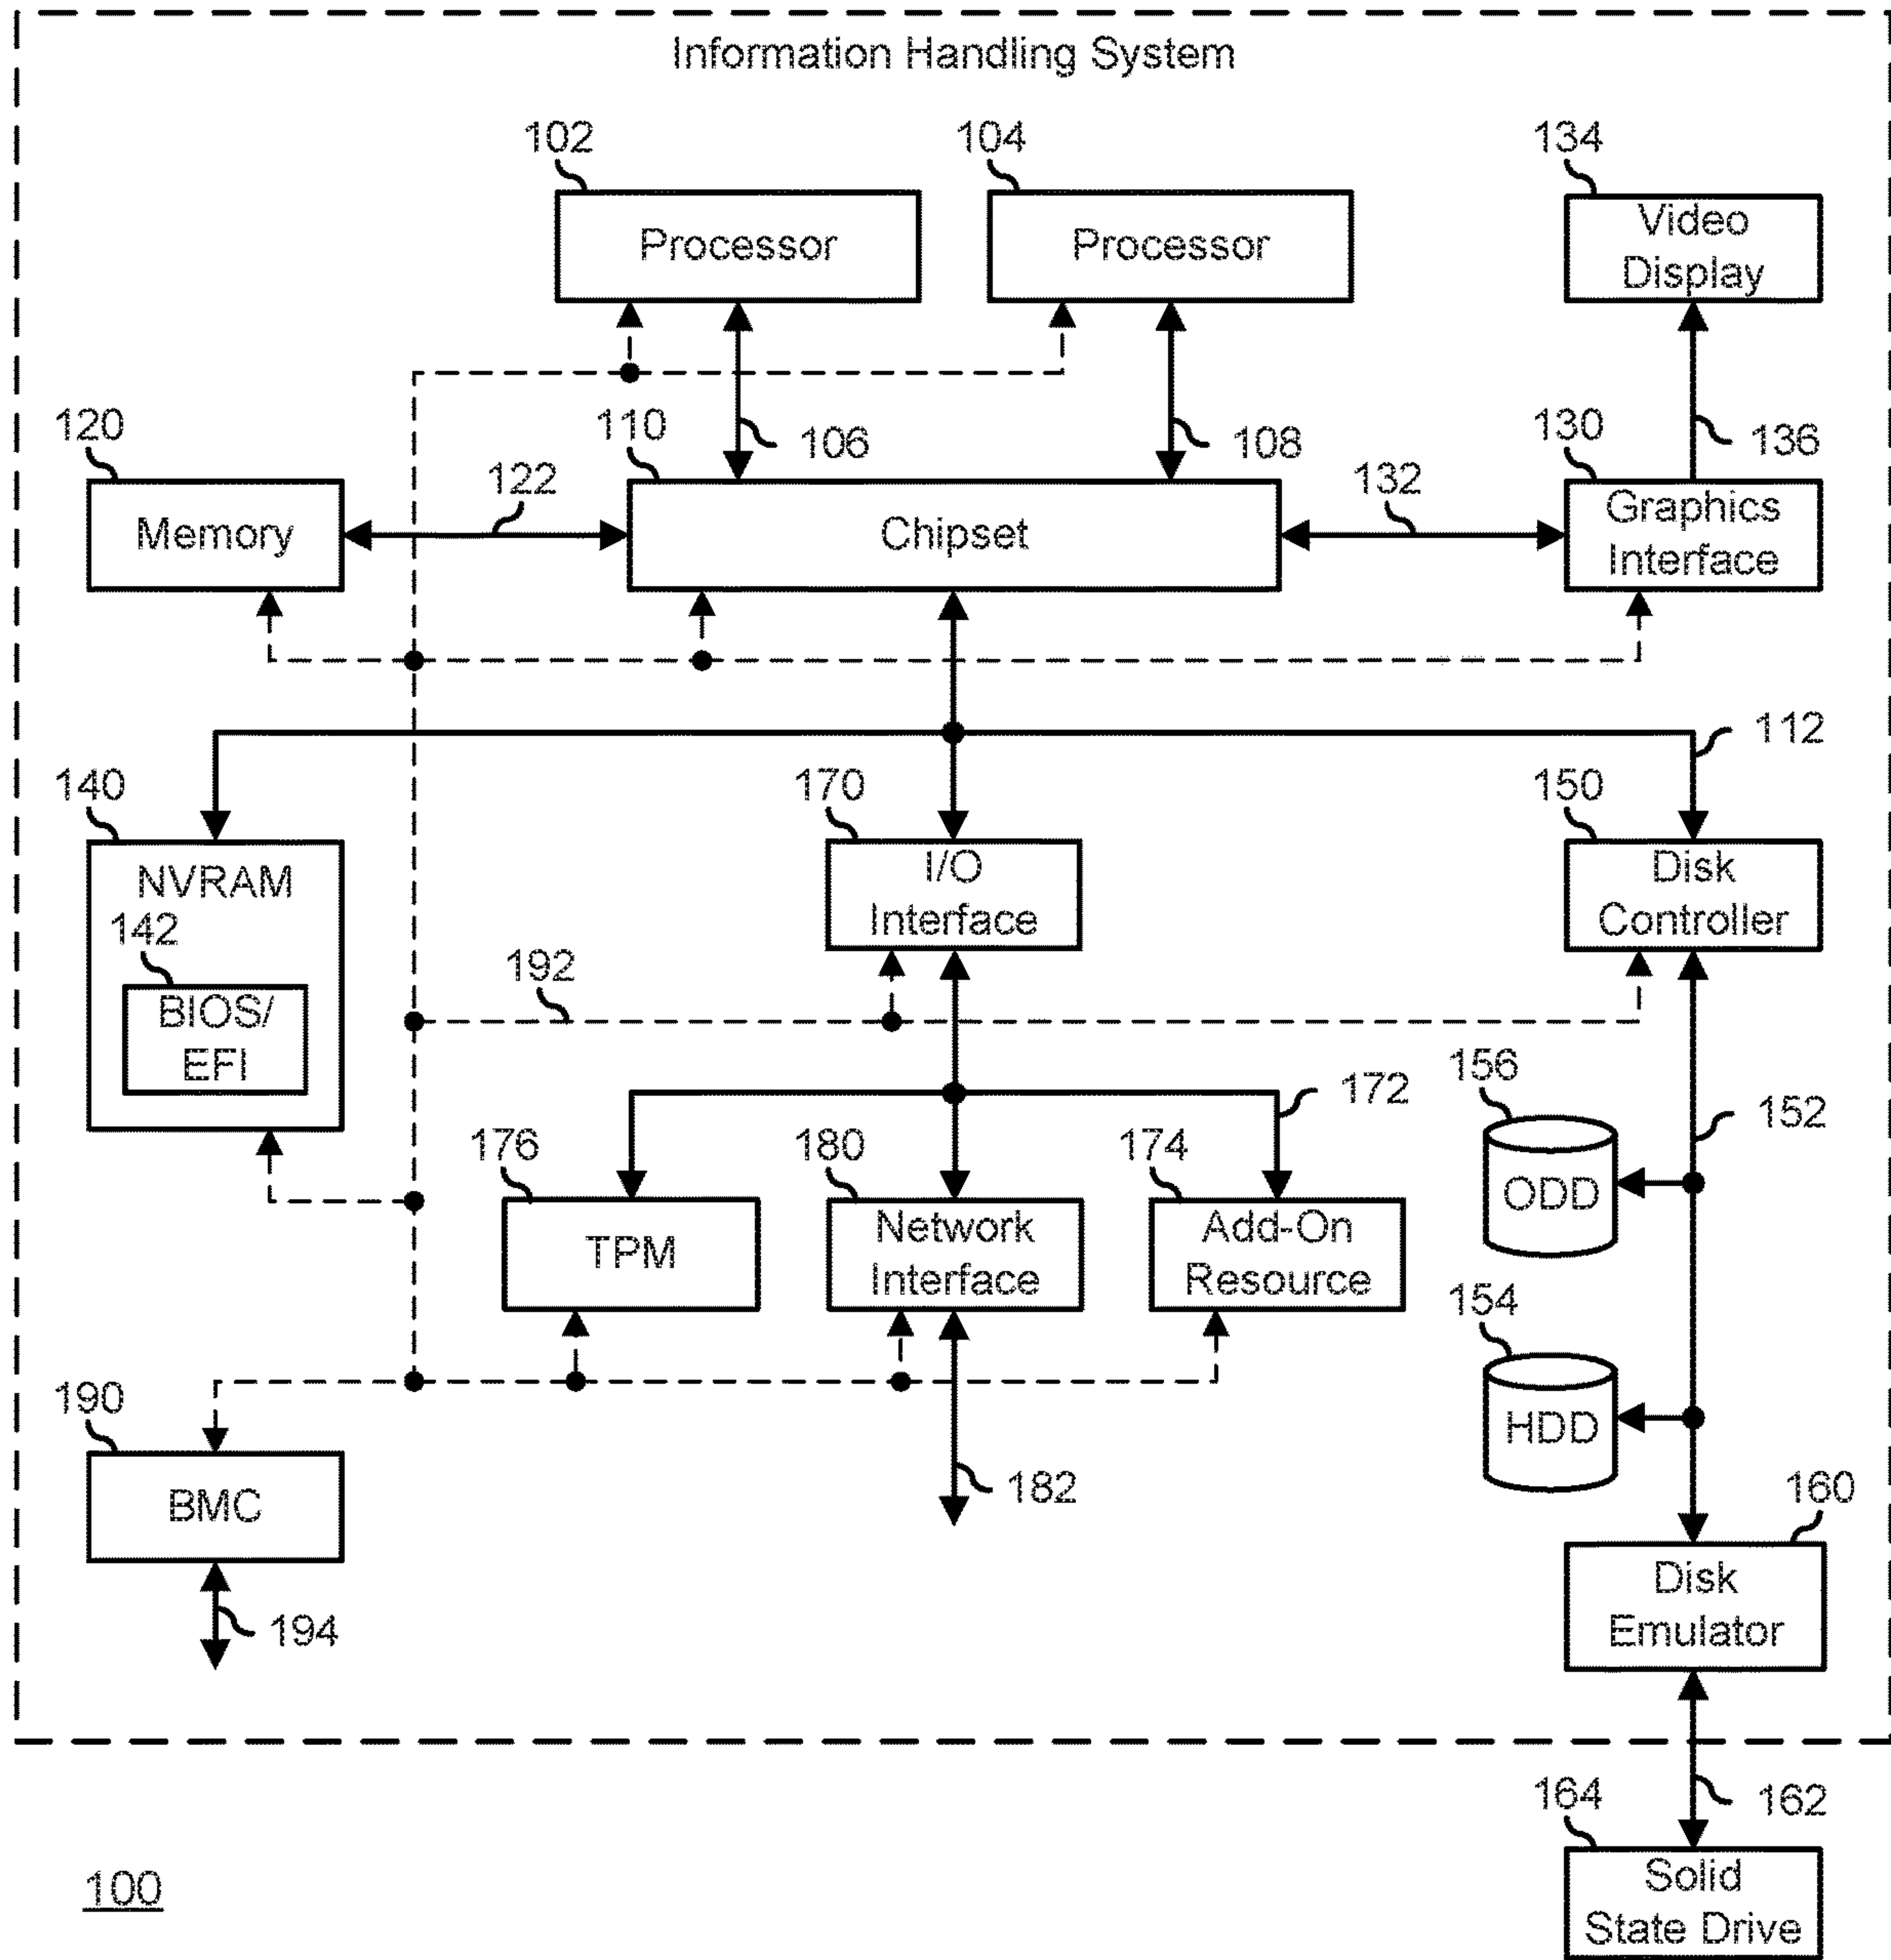 Information Handling System
102
104
134
Processor
Processor
Video
Display
120
110
106
108
130
136
122
132
Memory
Chipset
Graphics
Interface
112
140
170
150
NVRAM
I/O
Interface
Disk
Controller
142
BIOS/
EFI
192
156
172
152
176
180
174
ODD
TPM
Network
Interface
Add-On
Resource
154
190
HDD
182
160
BMC
Disk
Emulator
194
164
162
100
Solid
State Drive